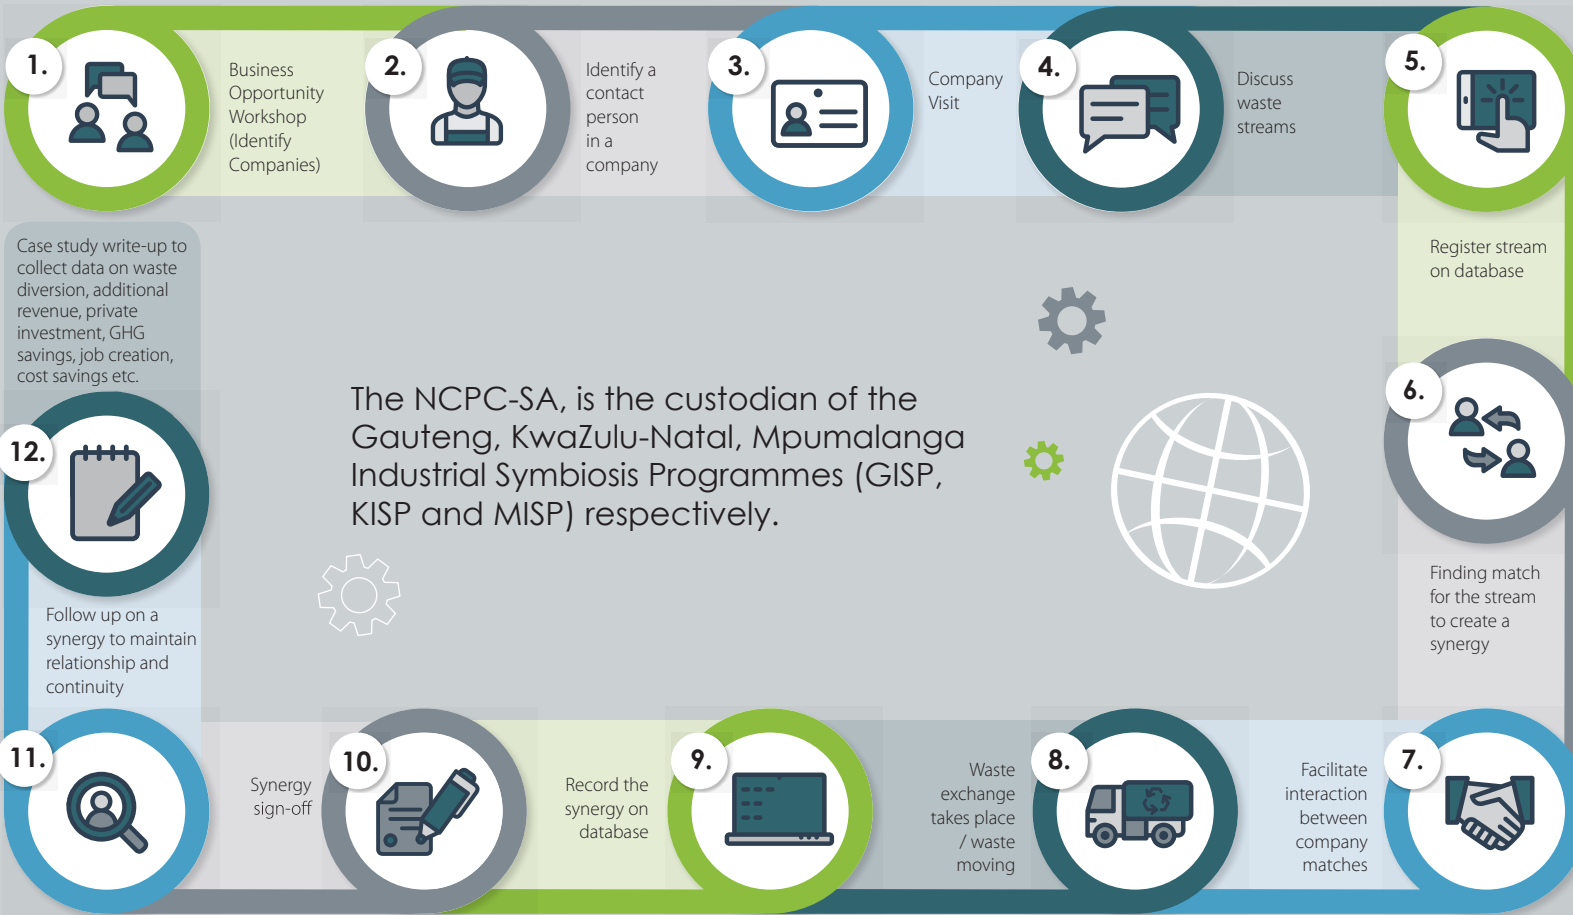 1.
Business
Opportunity
Workshop
(Identify
Companies)
2.
Identify a
contact
person
in a
company
3.
Company
Visit
4.
Discuss
waste
streams
5.
Register stream
on database
6.
Finding match
for the stream
to create a
synergy
7.
Facilitate
interaction
between
company
matches
8.
Waste
exchange
takes place
/ waste
moving
9.
Record the
synergy on
database
10.
Synergy
sign-off
11.
Follow up on a
synergy to maintain
relationship and
continuity
12.
Case study write-up to
collect data on waste
diversion, additional
revenue, private
investment, GHG
savings, job creation,
cost savings etc.
The NCPC-SA, is the custodian of the
Gauteng, KwaZulu-Natal, Mpumalanga
Industrial Symbiosis Programmes (GISP,
KISP and MISP) respectively.